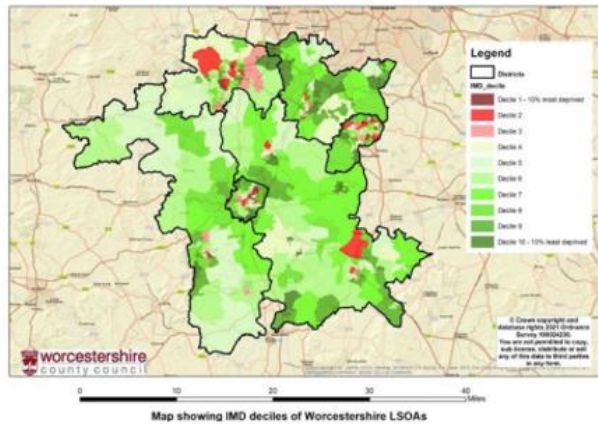 Legend
Districts
IMD_decile
Decile 1 - 10% most deprived
Decile 2
Decile 3
Decile 4
Decile 5
Decile 6
Decile 7
Decile 8
Decile 9
Decile 10 - 10% least deprived
© Crown copyright and
database rights 2021 Ordnance
Survey 100024230.
You are not permitted to copy,
sub-license, distribute or sell
any of this data to third parties
in any form.
worcestershire
county council
0 10 20 30 40
Miles
Map showing IMD deciles of Worcestershire LSOAs